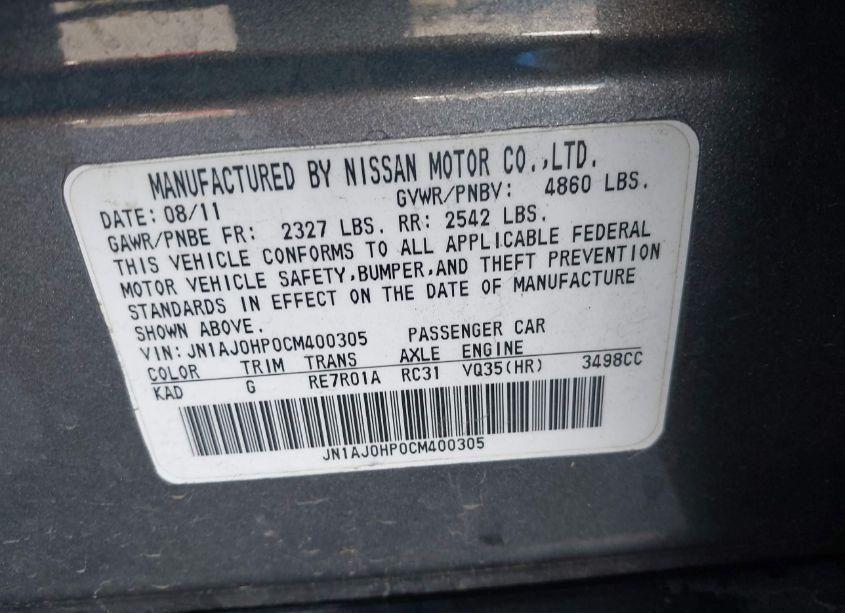 MANUFACTURED BY NISSAN MOTOR CO.,LTD.
DATE: 08/11 GVWR/PNBV: 4860 LBS.
GAWR/PNBE FR: 2327 LBS. RR: 2542 LBS.
THIS VEHICLE CONFORMS TO ALL APPLICABLE FEDERAL
MOTOR VEHICLE SAFETY,BUMPER,AND THEFT PREVENTION
STANDARDS IN EFFECT ON THE DATE OF MANUFACTURE
SHOWN ABOVE.
VIN: JN1AJ0HP0CM400305 PASSENGER CAR
COLOR TRIM TRANS AXLE ENGINE
KAD G RE7R01A RC31 VQ35(HR) 3498CC
JN1AJ0HP0CM400305